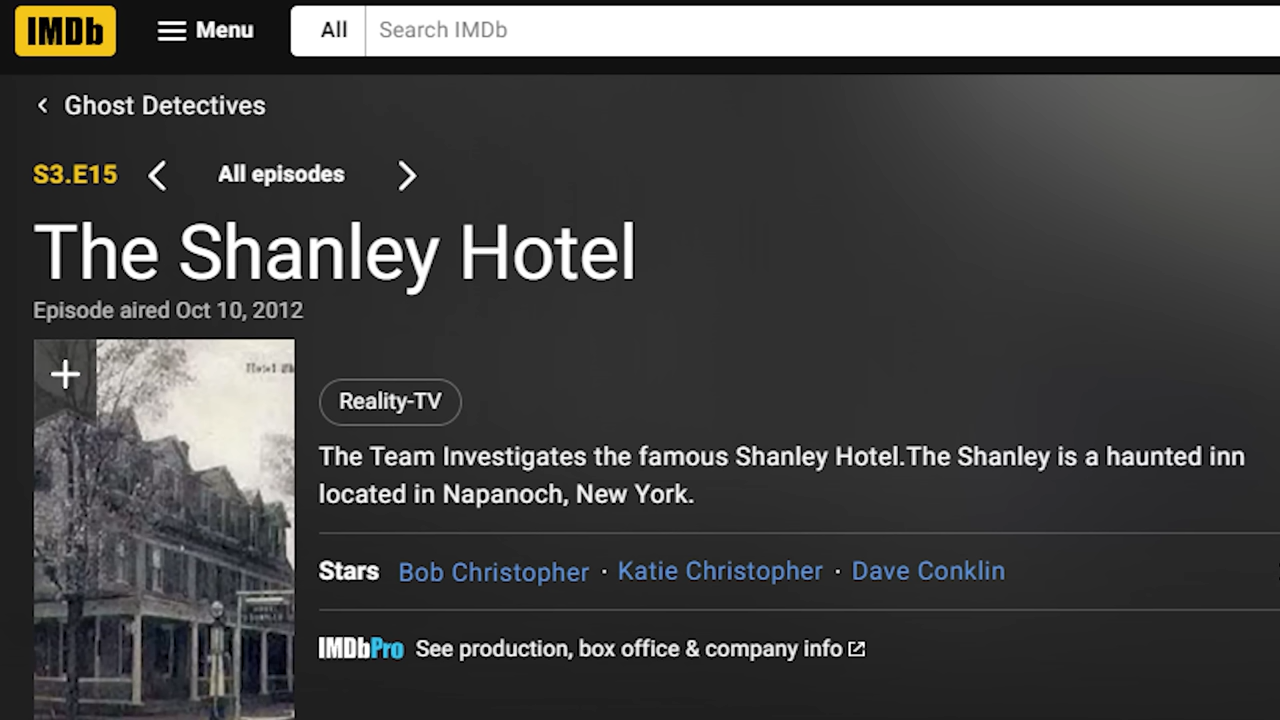 IMDb Menu All Search IMDb
Ghost Detectives
S3.E15 All episodes
The Shanley Hotel
Episode aired Oct 10, 2012
Reality-TV
The Team Investigates the famous Shanley Hotel.The Shanley is a haunted inn
located in Napanoch, New York.
Stars Bob Christopher · Katie Christopher · Dave Conklin
IMDbPro See production, box office & company info